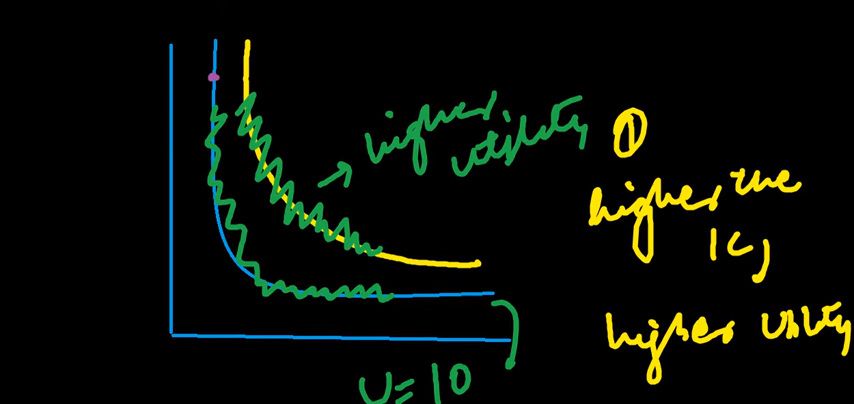 higher
utility
①
higher the
IC,
higher utility
U = 10